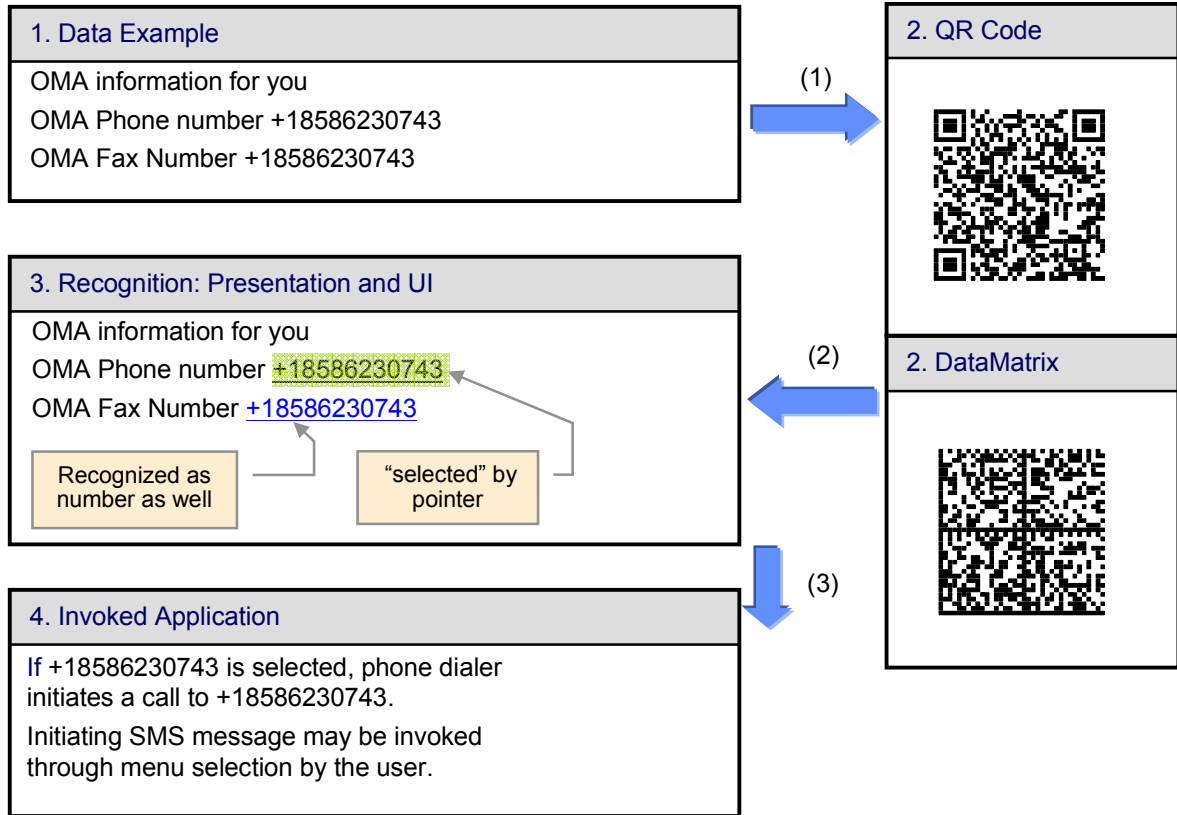 1. Data Example
OMA information for you
OMA Phone number +18586230743
OMA Fax Number +18586230743
(1)
2. QR Code
2. DataMatrix
(2)
3. Recognition: Presentation and UI
OMA information for you
OMA Phone number +18586230743
OMA Fax Number +18586230743
Recognized as
number as well
“selected” by
pointer
(3)
4. Invoked Application
If +18586230743 is selected, phone dialer
initiates a call to +18586230743.
Initiating SMS message may be invoked
through menu selection by the user.